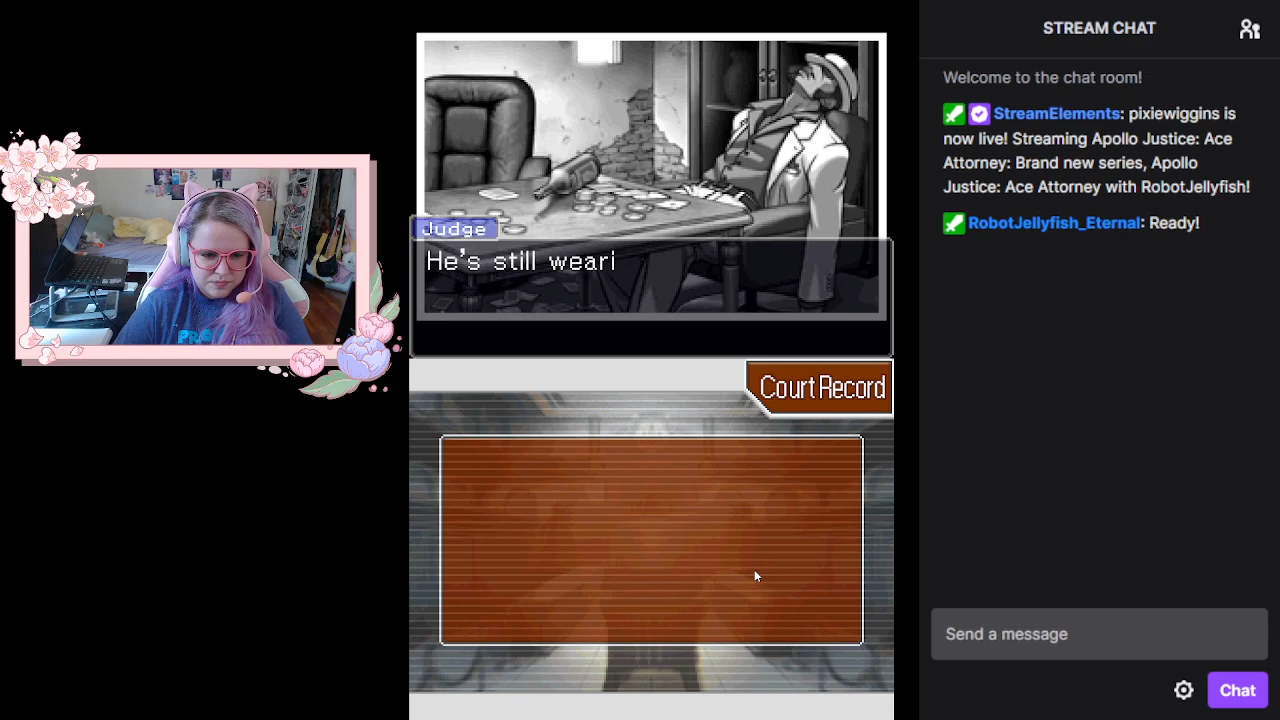 STREAM CHAT
Welcome to the chat room!
StreamElements: pixiewiggins is
now live! Streaming Apollo Justice: Ace
Attorney: Brand new series, Apollo
Justice: Ace Attorney with RobotJellyfish!
RobotJellyfish_Eternal: Ready!
Judge
He's still weari
PRO
Court Record
Send a message
Chat